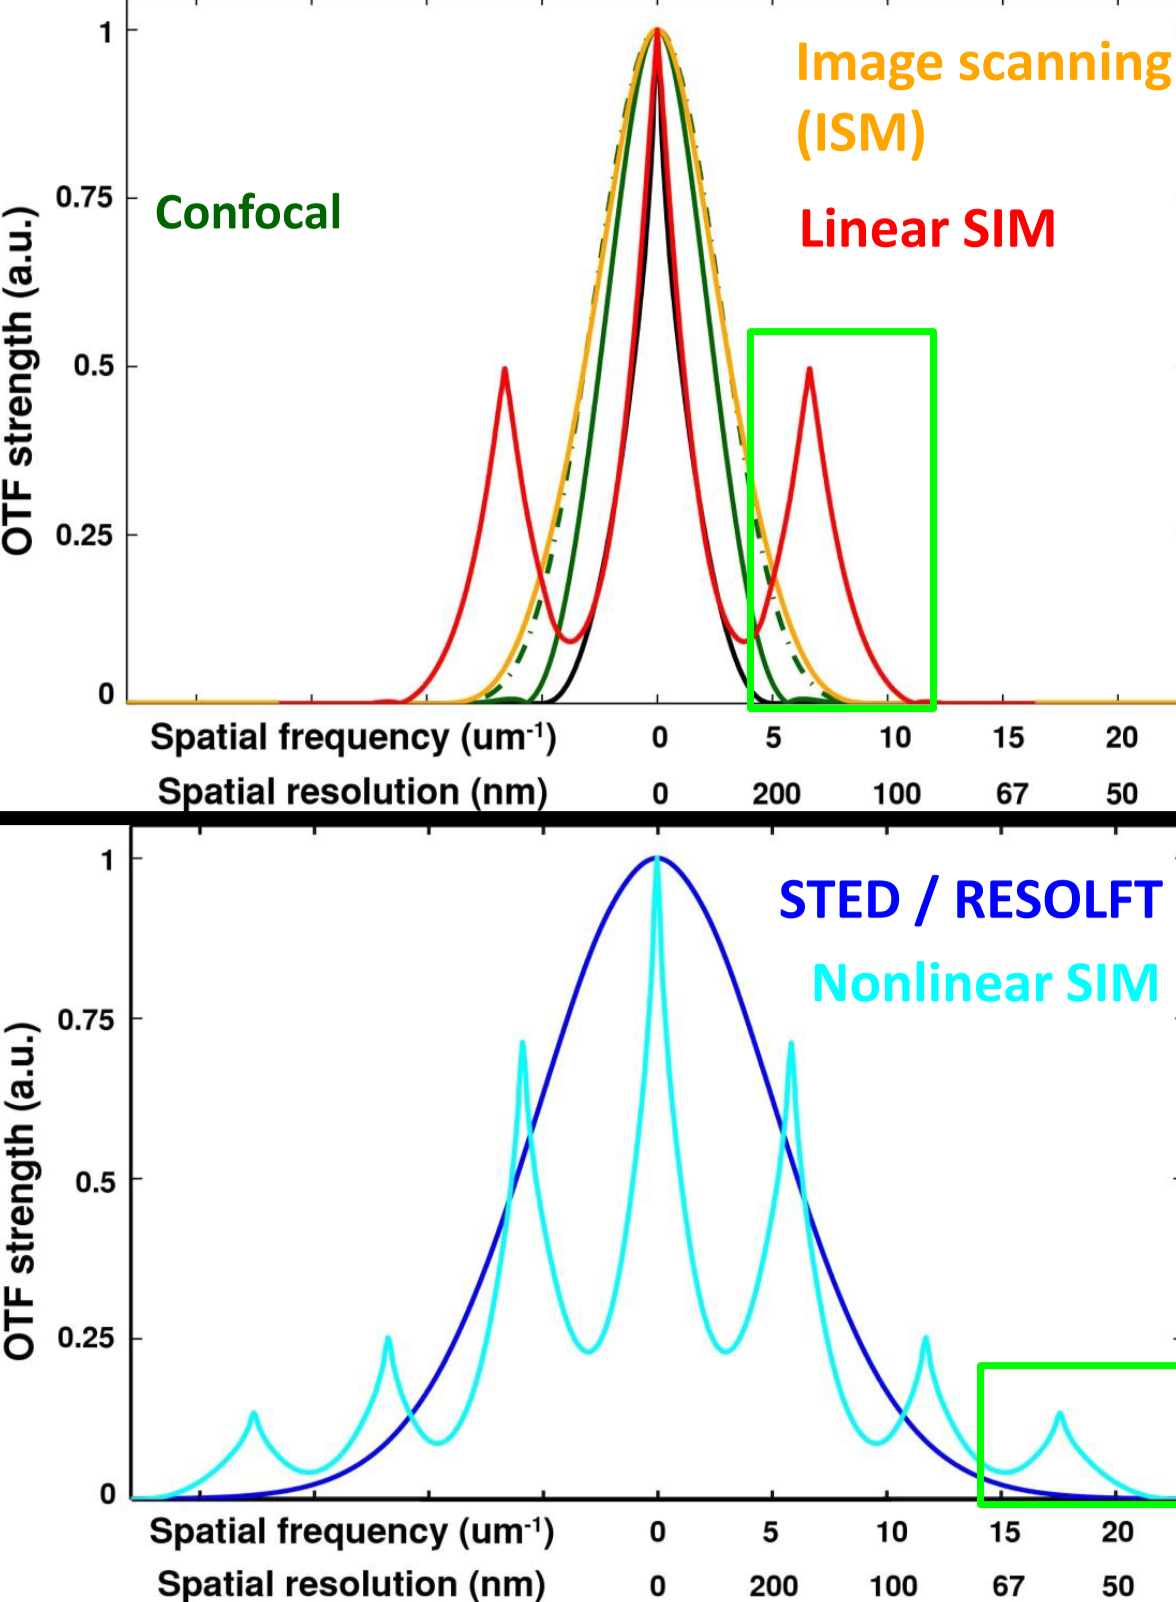 Image scanning
(ISM)
Linear SIM
Confocal
OTF strength (a.u.)
1
0.75
0.5
0.25
0
Spatial frequency (um-1) 0 5 10 15 20
Spatial resolution (nm) 0 200 100 67 50
STED / RESOLFT
Nonlinear SIM
OTF strength (a.u.)
1
0.75
0.5
0.25
0
Spatial frequency (um-1) 0 5 10 15 20
Spatial resolution (nm) 0 200 100 67 50